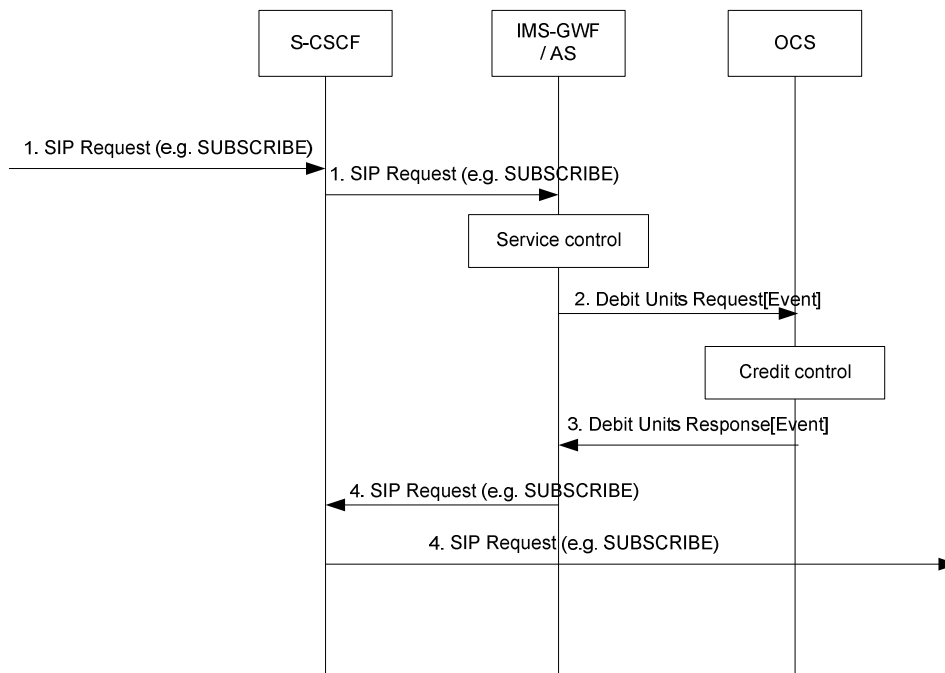 S-CSCF
IMS-GWF
/ AS
OCS
1. SIP Request (e.g. SUBSCRIBE)
1. SIP Request (e.g. SUBSCRIBE)
Service control
2. Debit Units Request[Event]
Credit control
3. Debit Units Response[Event]
4. SIP Request (e.g. SUBSCRIBE)
4. SIP Request (e.g. SUBSCRIBE)